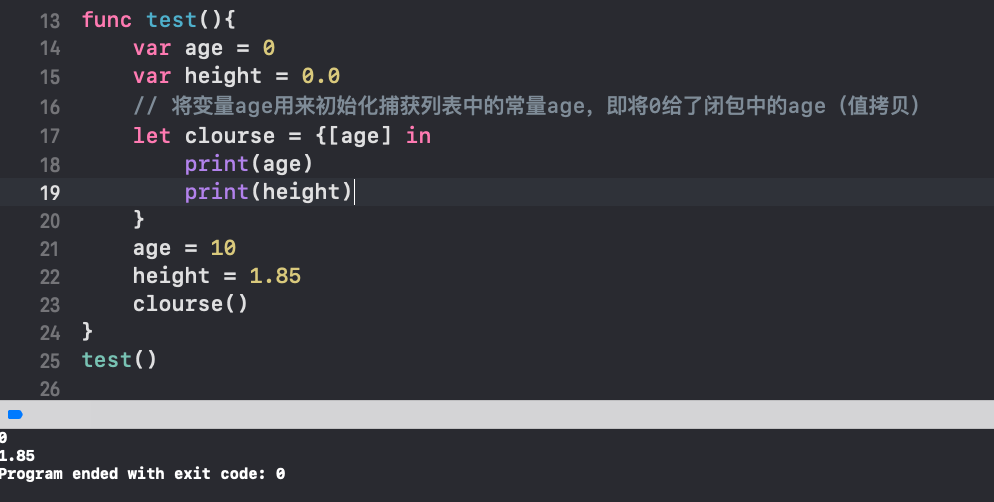 13 func test(){
14     var age = 0
15     var height = 0.0
16     // 将变量age用来初始化捕获列表中的常量age，即将0给了闭包中的age（值拷贝）
17     let clourse = {[age] in
18         print(age)
19         print(height)
20     }
21     age = 10
22     height = 1.85
23     clourse()
24 }
25 test()
26
0
1.85
Program ended with exit code: 0